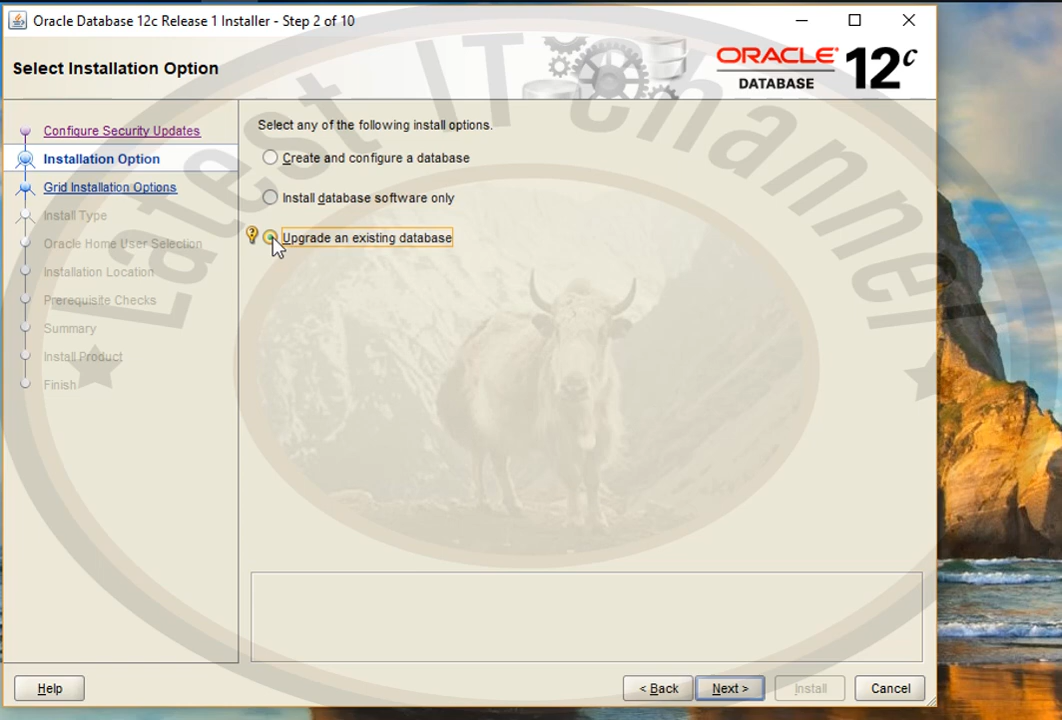 Oracle Database 12c Release 1 Installer - Step 2 of 10
Select Installation Option
ORACLE
DATABASE
12c
Configure Security Updates
Installation Option
Grid Installation Options
Install Type
Oracle Home User Selection
Installation Location
Prerequisite Checks
Summary
Install Product
Finish
Select any of the following install options.
Create and configure a database
Install database software only
Upgrade an existing database
Latest IT Channel
Help
< Back
Next >
Install
Cancel